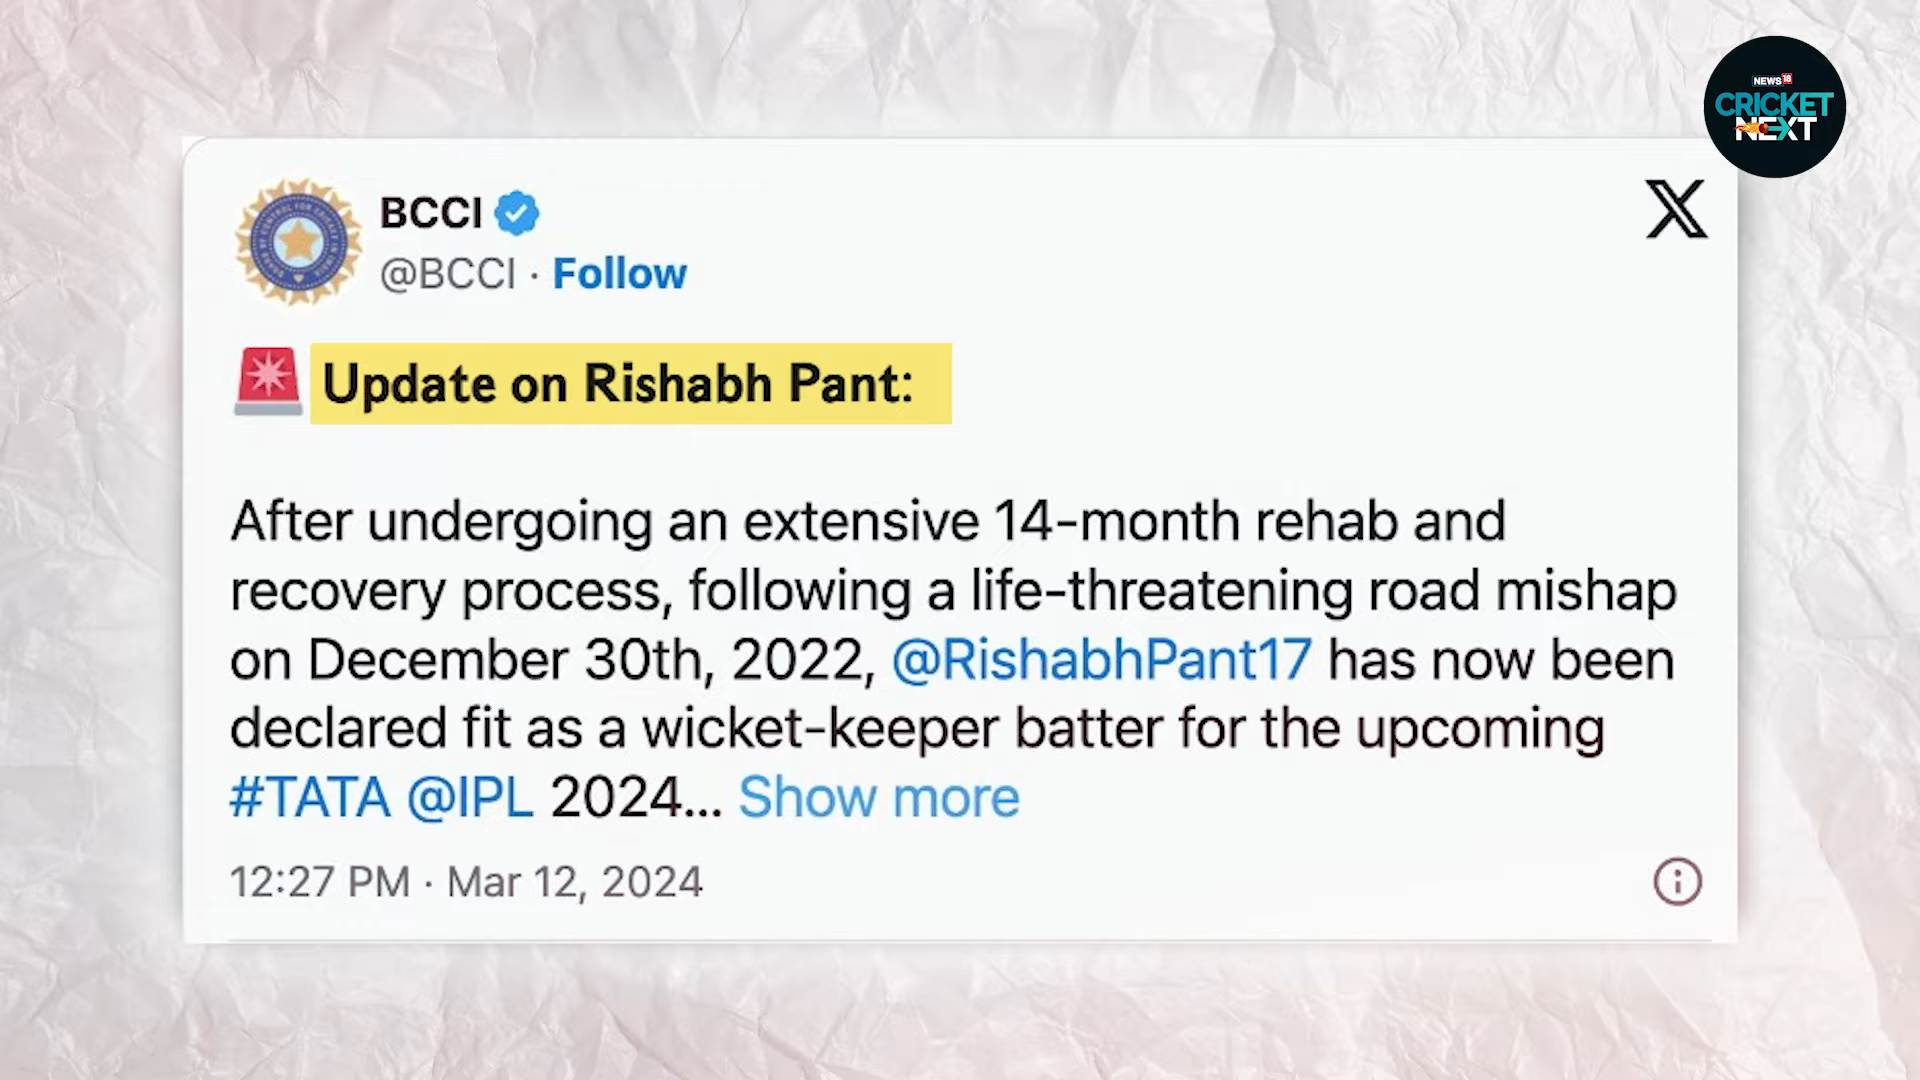 NEWS18
CRICKET
NEXT
BCCI
@BCCI · Follow
🚨 Update on Rishabh Pant:
After undergoing an extensive 14-month rehab and
recovery process, following a life-threatening road mishap
on December 30th, 2022, @RishabhPant17 has now been
declared fit as a wicket-keeper batter for the upcoming
#TATA @IPL 2024... Show more
12:27 PM · Mar 12, 2024